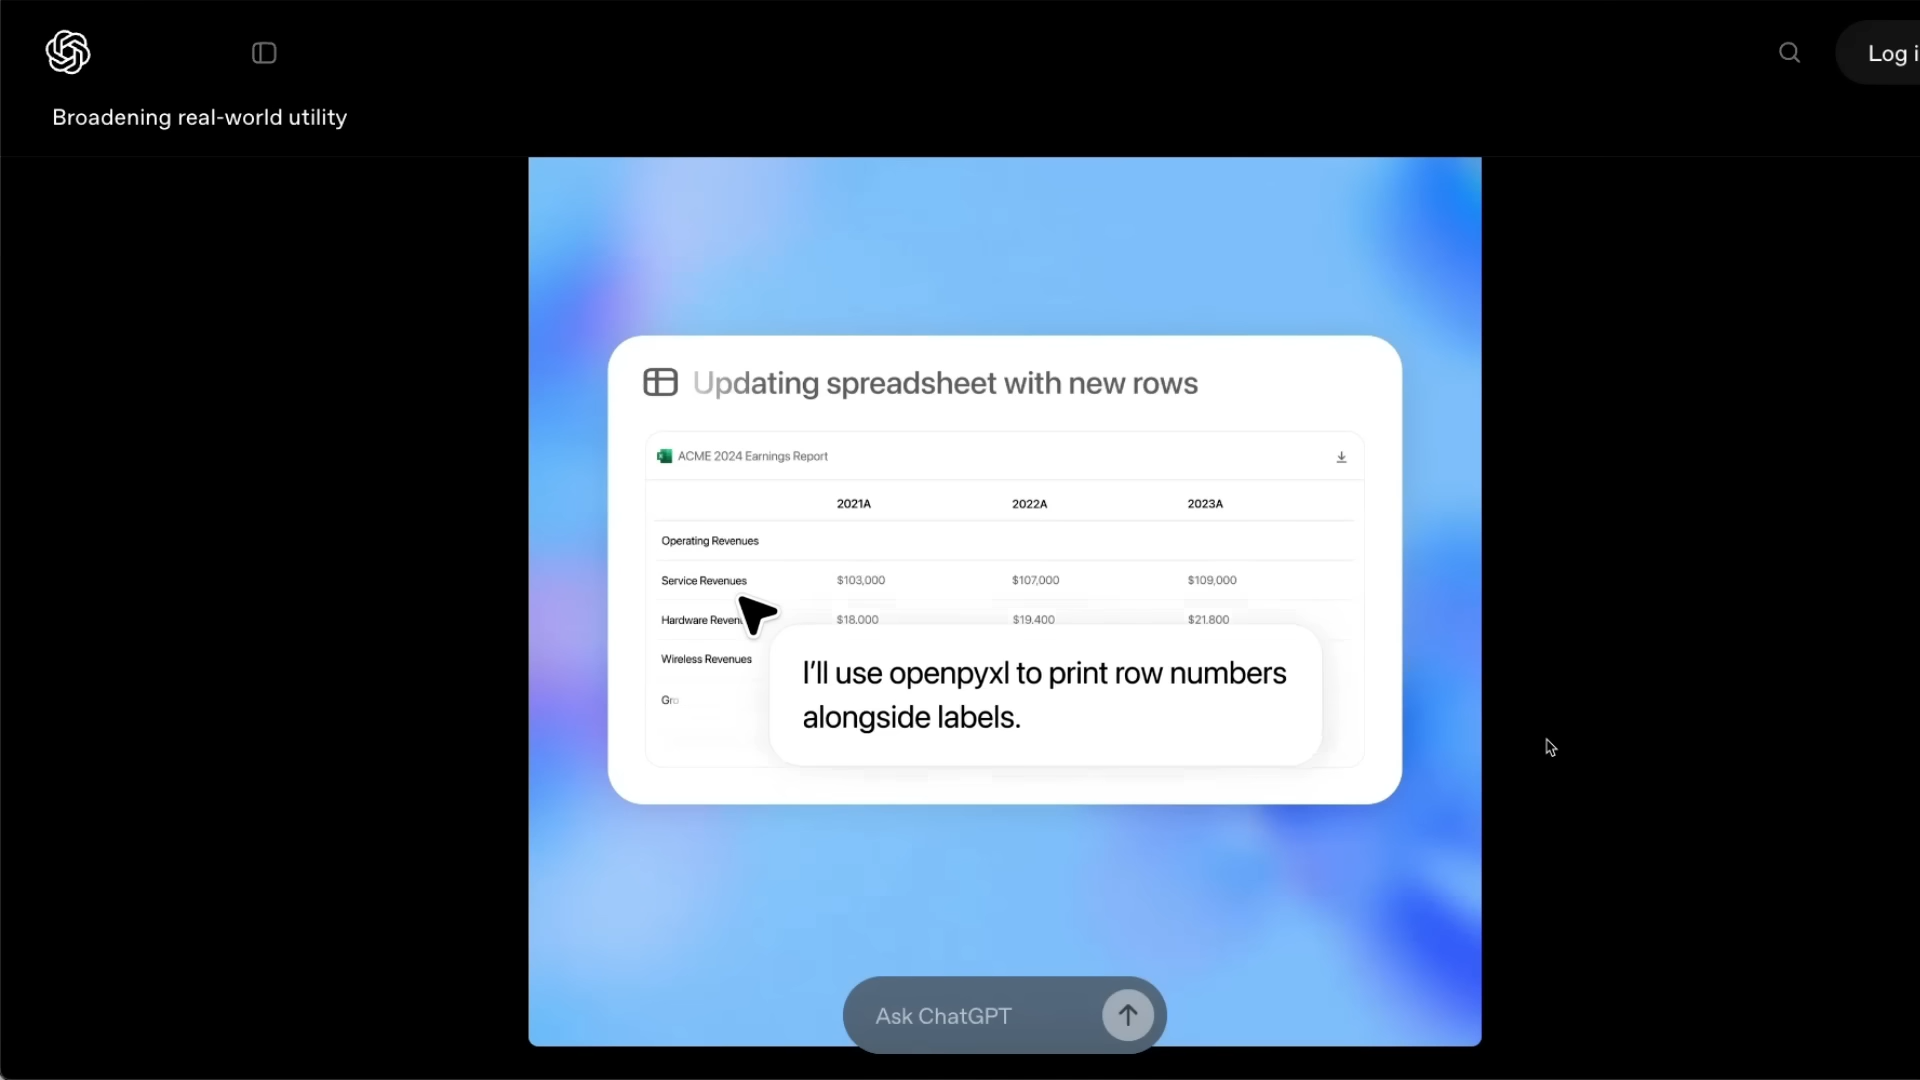 Log i
Broadening real-world utility
Updating spreadsheet with new rows
ACME 2024 Earnings Report
2021A 2022A 2023A
Operating Revenues
Service Revenues $103,000 $107,000 $109,000
Hardware Reven $18,000 $19,400 $21,800
Wireless Revenues
Gro
I'll use openpyxl to print row numbers
alongside labels.
Ask ChatGPT